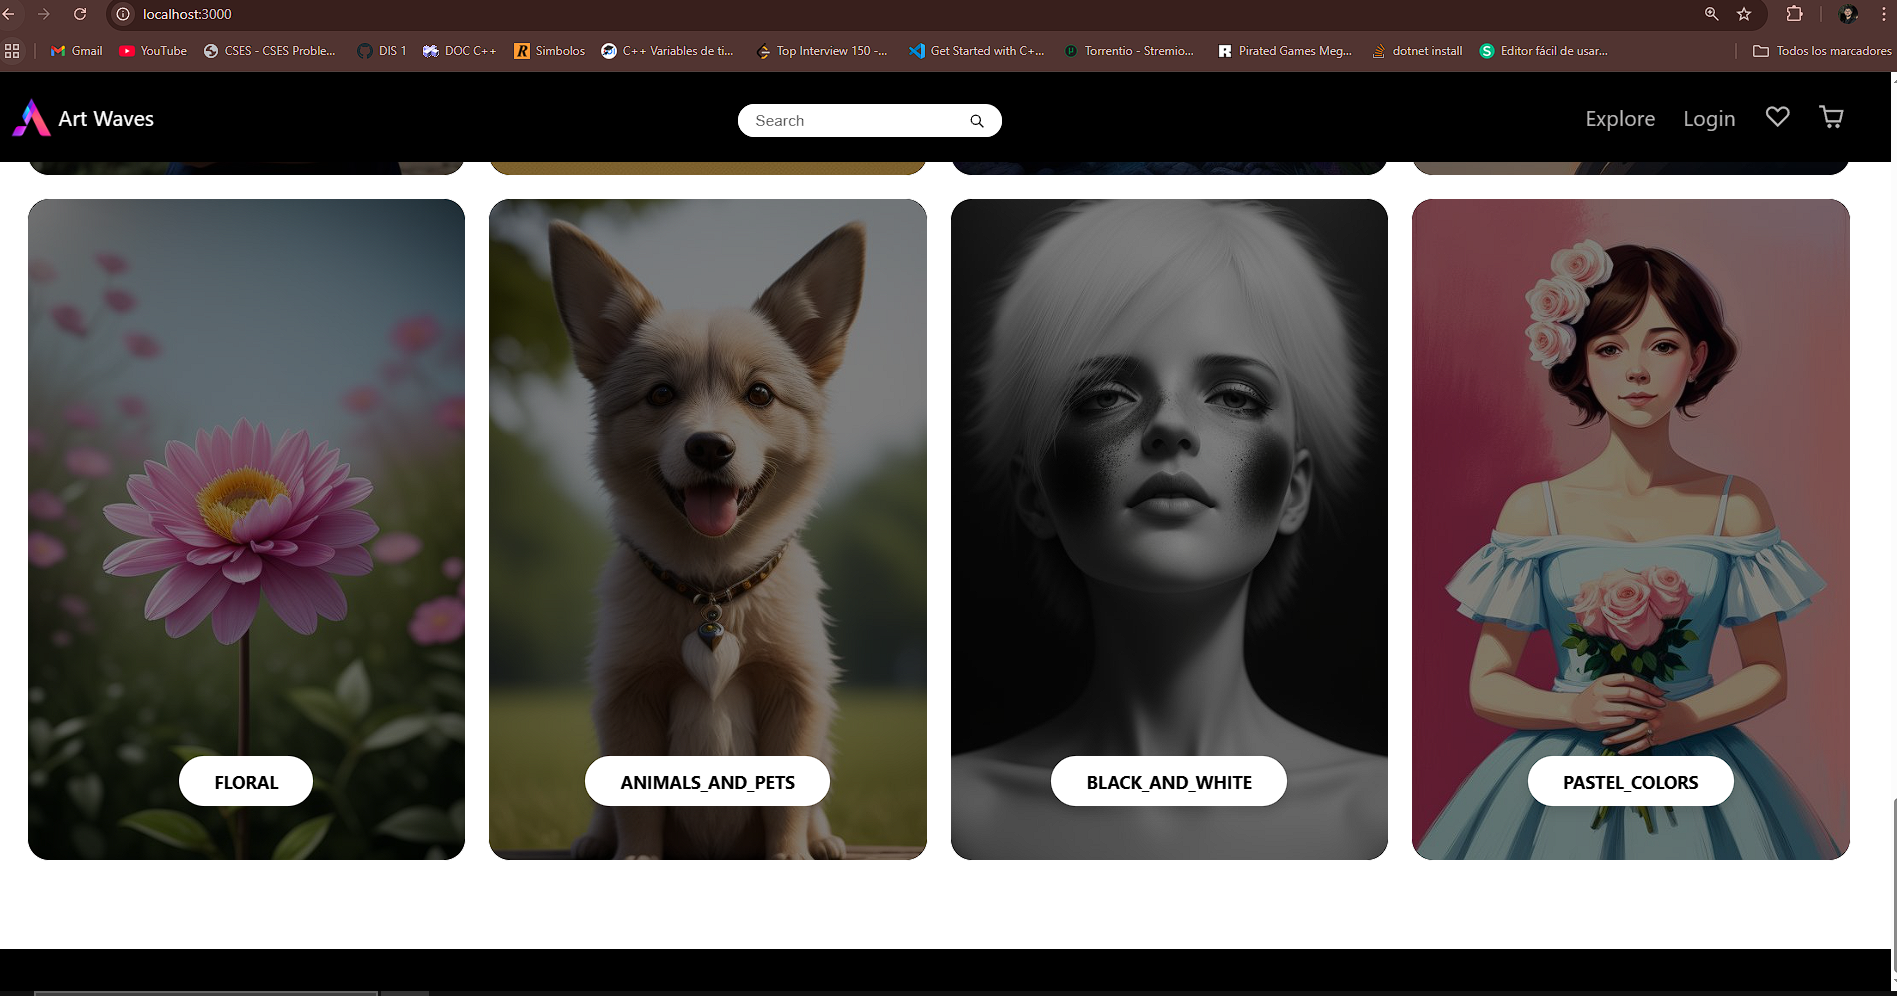 localhost:3000
Gmail
YouTube
CSES - CSES Proble...
DIS 1
DOC C++
Simbolos
C++ Variables de ti...
Top Interview 150 -...
Get Started with C+...
Torrentio - Stremio...
Pirated Games Meg...
dotnet install
Editor fácil de usar...
Todos los marcadores
Art Waves
Search
Explore
Login
FLORAL
ANIMALS_AND_PETS
BLACK_AND_WHITE
PASTEL_COLORS